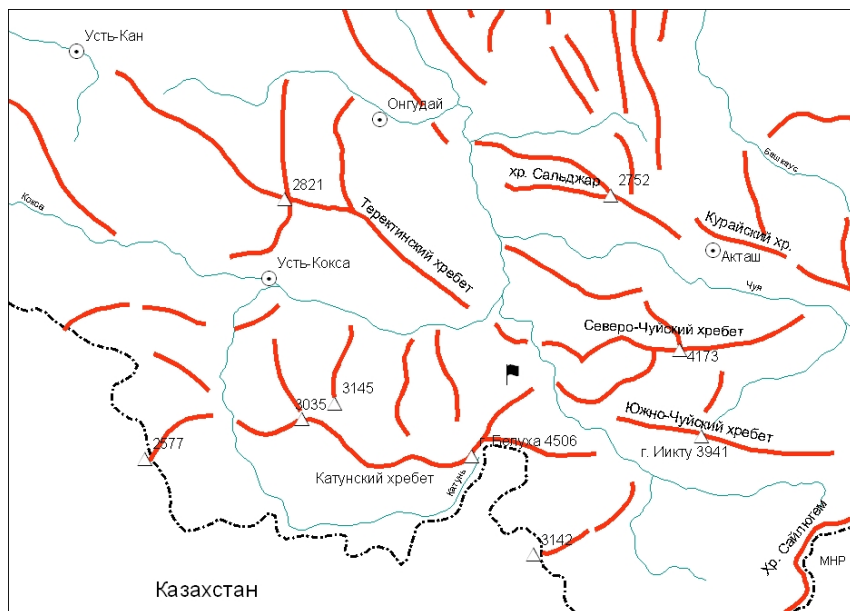 Усть-Кан
Онгудай
Башкаус
2821
хр. Сальджар
2752
Кокса
Теректинский хребет
Курайский хр.
Акташ
Усть-Кокса
Чуя
Северо-Чуйский хребет
4173
3145
3035
Южно-Чуйский хребет
2577
г. Белуха 4506
г. Иикту 3941
Катунский хребет
Катунь
3142
Хр. Сайлюгем
МНР
Казахстан